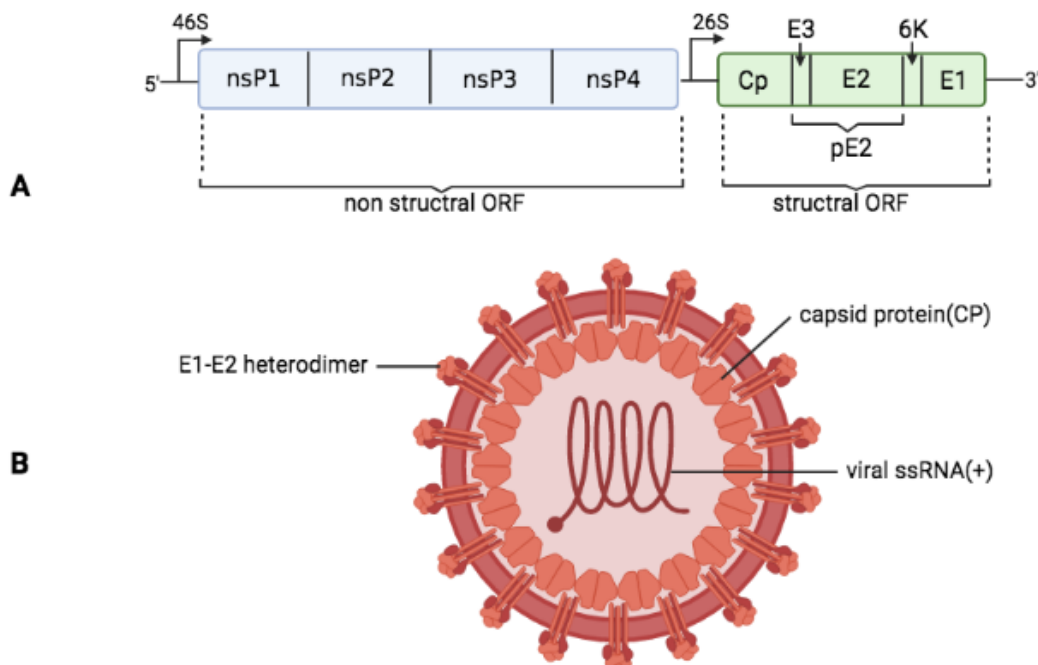 46S
26S
E3
6K
5'
nsP1
nsP2
nsP3
nsP4
Cp
E2
E1
3'
pE2
A
non structral ORF
structral ORF
capsid protein(CP)
E1-E2 heterodimer
B
viral ssRNA(+)